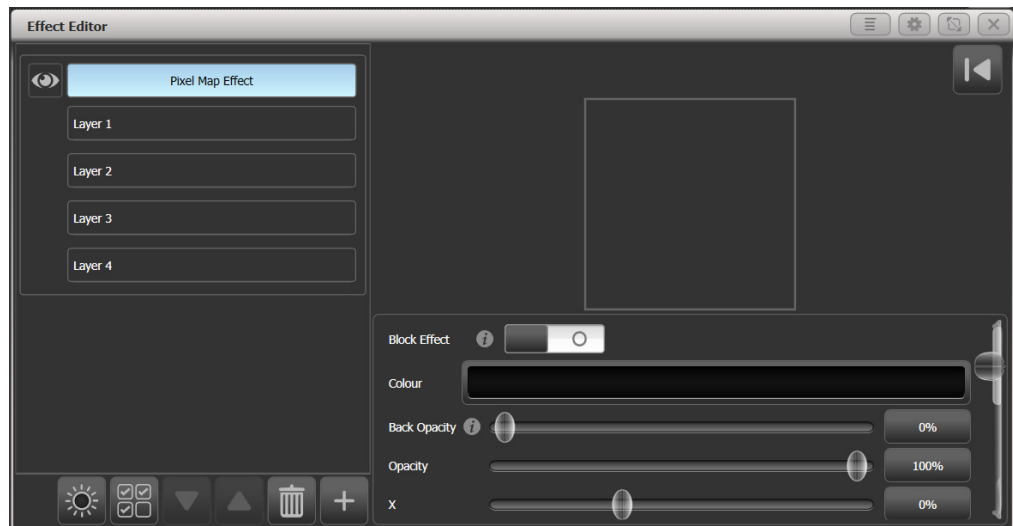 Effect Editor
Pixel Map Effect
Layer 1
Layer 2
Layer 3
Layer 4
Block Effect
Colour
Back Opacity 0%
Opacity 100%
X 0%